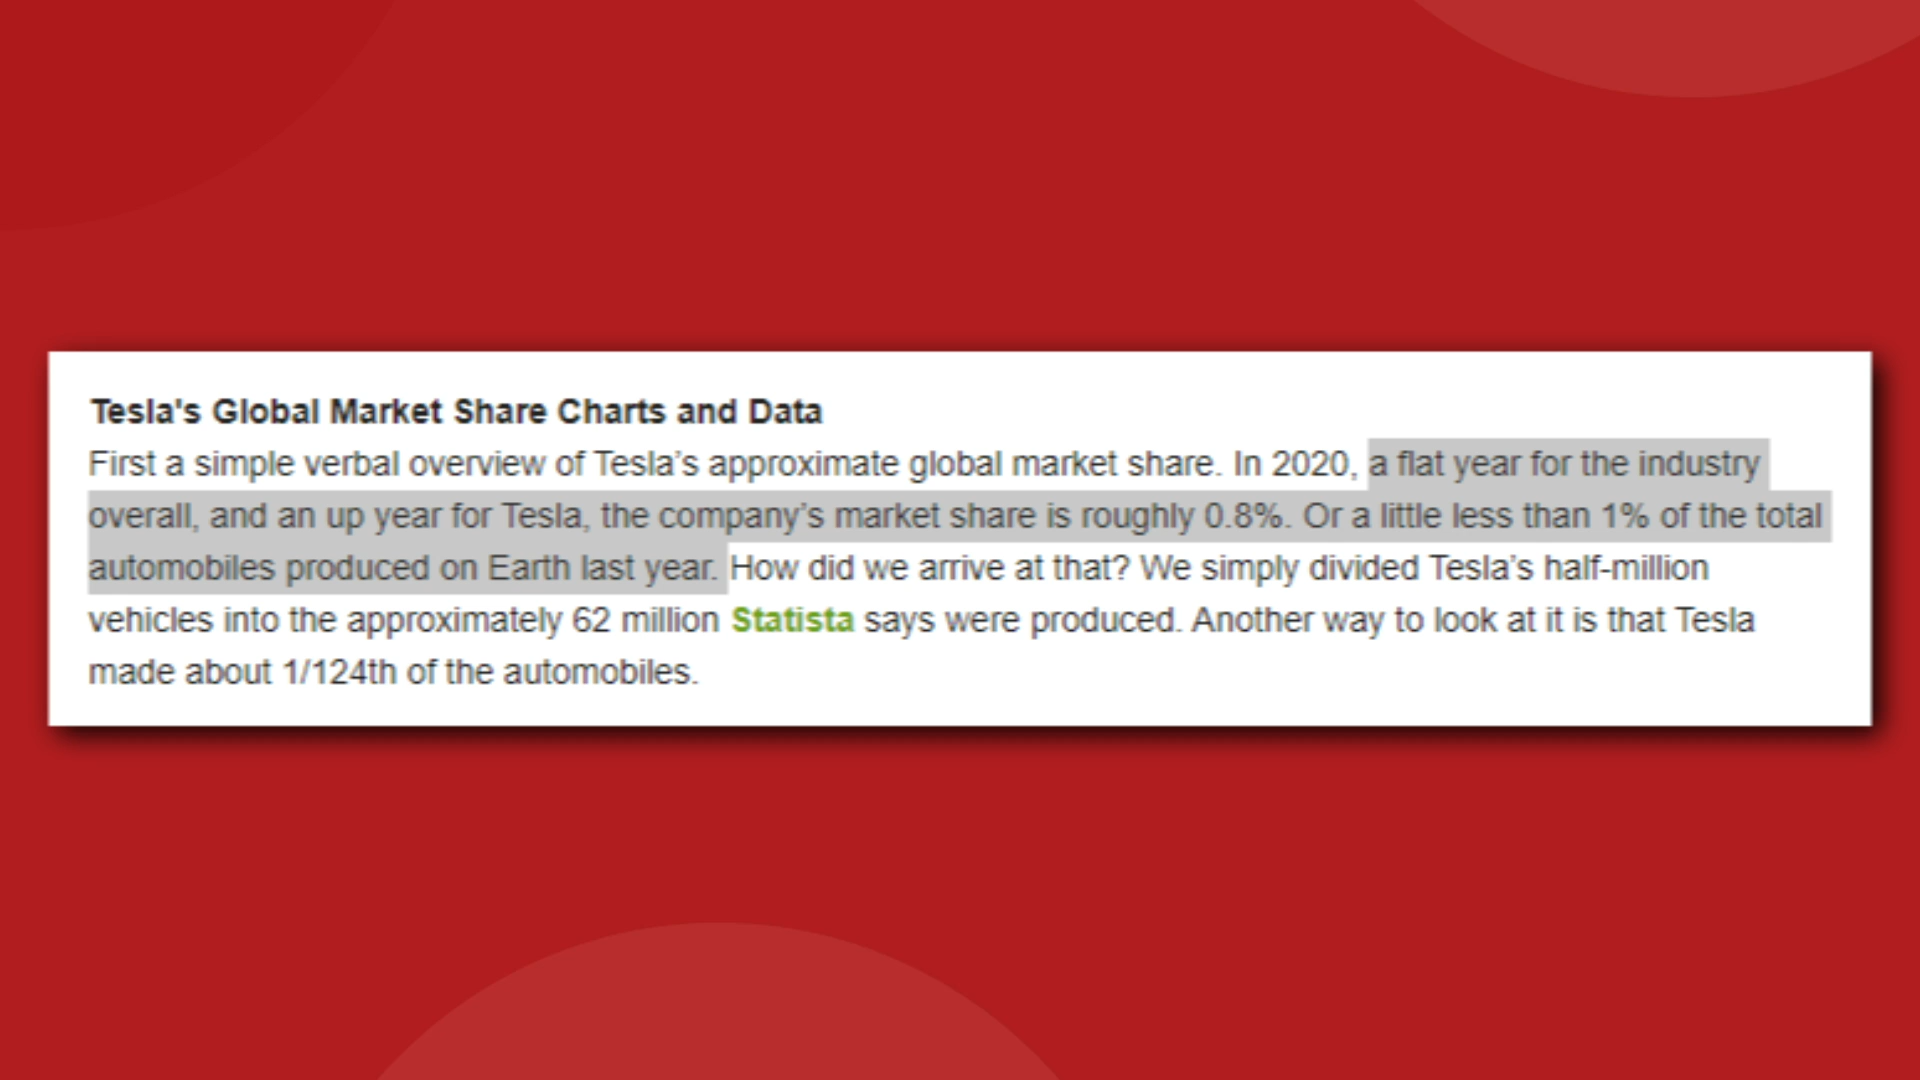 Tesla's Global Market Share Charts and Data
First a simple verbal overview of Tesla’s approximate global market share. In 2020, a flat year for the industry
overall, and an up year for Tesla, the company’s market share is roughly 0.8%. Or a little less than 1% of the total
automobiles produced on Earth last year. How did we arrive at that? We simply divided Tesla’s half-million
vehicles into the approximately 62 million Statista says were produced. Another way to look at it is that Tesla
made about 1/124th of the automobiles.